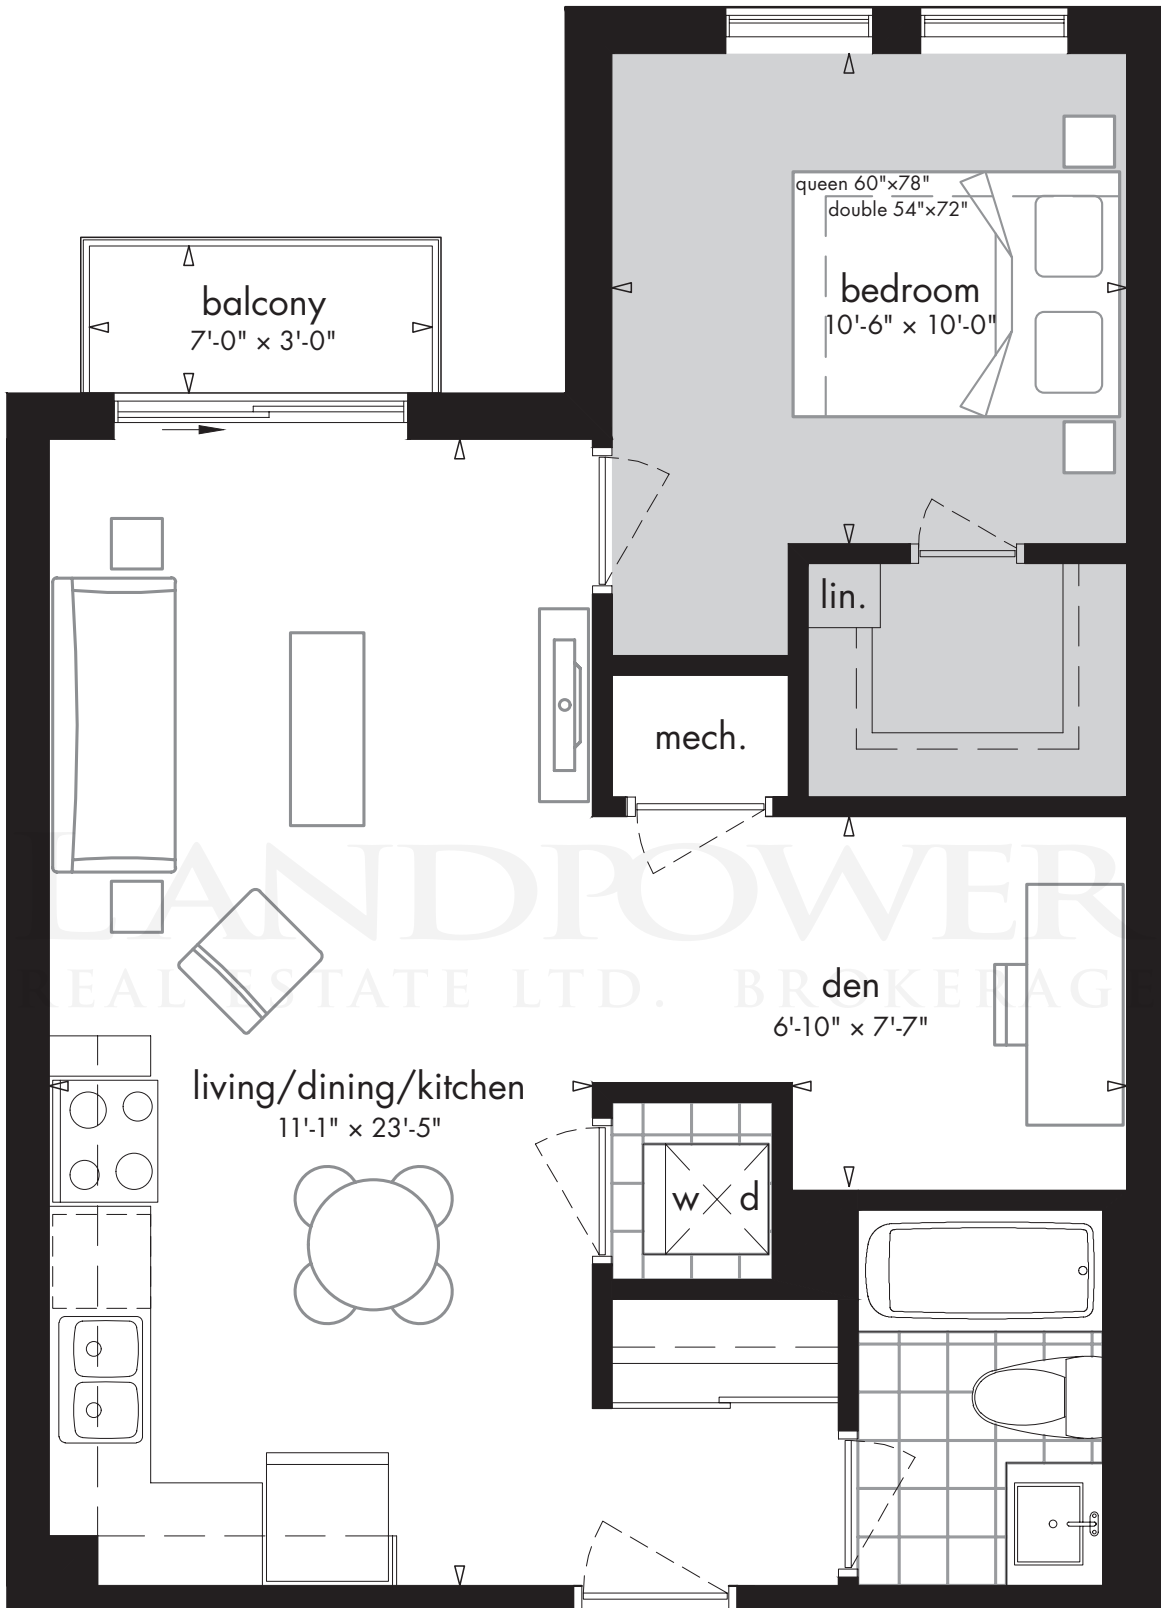 queen 60"×78"
double 54"×72"
bedroom
10'-6" × 10'-0"
balcony
7'-0" × 3'-0"
lin.
mech.
LANDPOWER
REAL ESTATE LTD. BROKERAGE
den
6'-10" × 7'-7"
living/dining/kitchen
11'-1" × 23'-5"
w d